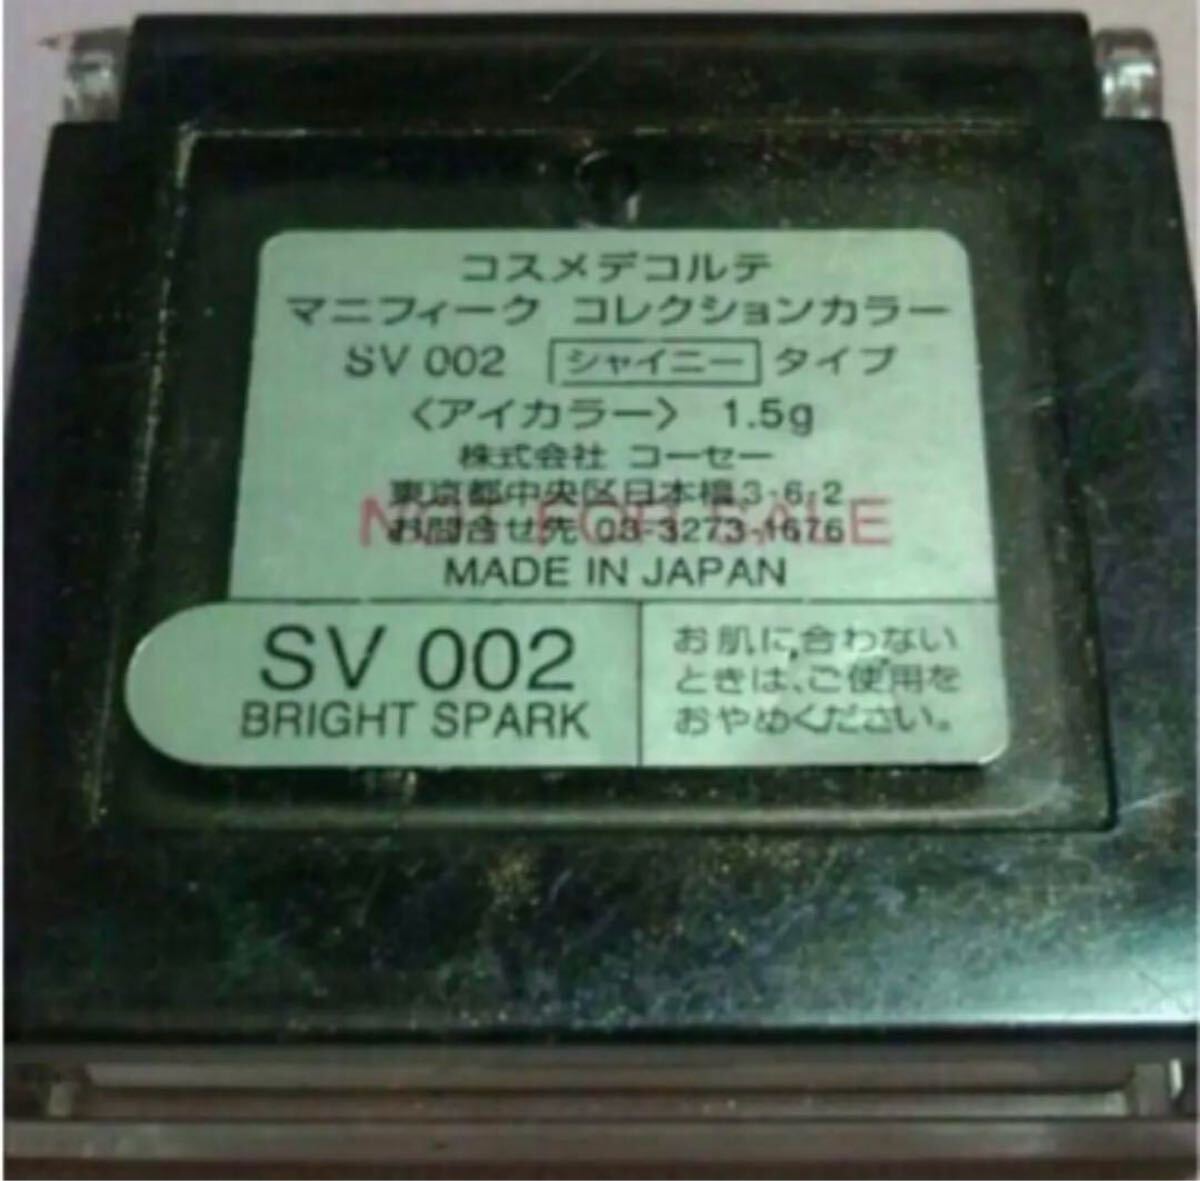 コスメデコルテ
マニフィーク コレクションカラー
SV 002 シャイニー タイプ
〈アイカラー〉 1.5g
株式会社 コーセー
東京都中央区日本橋3-6-2
NOT FOR SALE
お問合せ先 03-3273-1676
MADE IN JAPAN
SV 002
BRIGHT SPARK
お肌に合わない
ときは、ご使用を
おやめください。